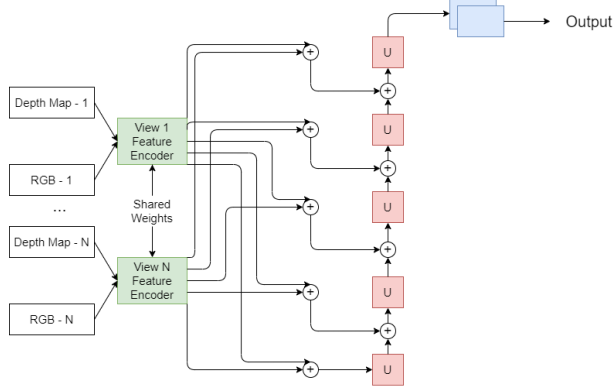 Output
U
+
+
Depth Map - 1
View 1
Feature
Encoder
U
+
RGB - 1
+
...
Shared
Weights
U
+
Depth Map - N
+
View N
Feature
Encoder
U
+
RGB - N
+
+
U